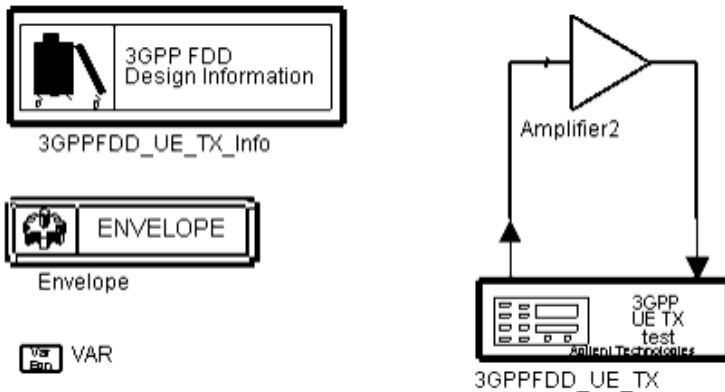 3GPP FDD
Design Information
3GPPFDD_UE_TX_Info
ENVELOPE
Envelope
Var
Eqn
VAR
Amplifier2
3GPP
UE TX
test
Agilent Technologies
3GPPFDD_UE_TX